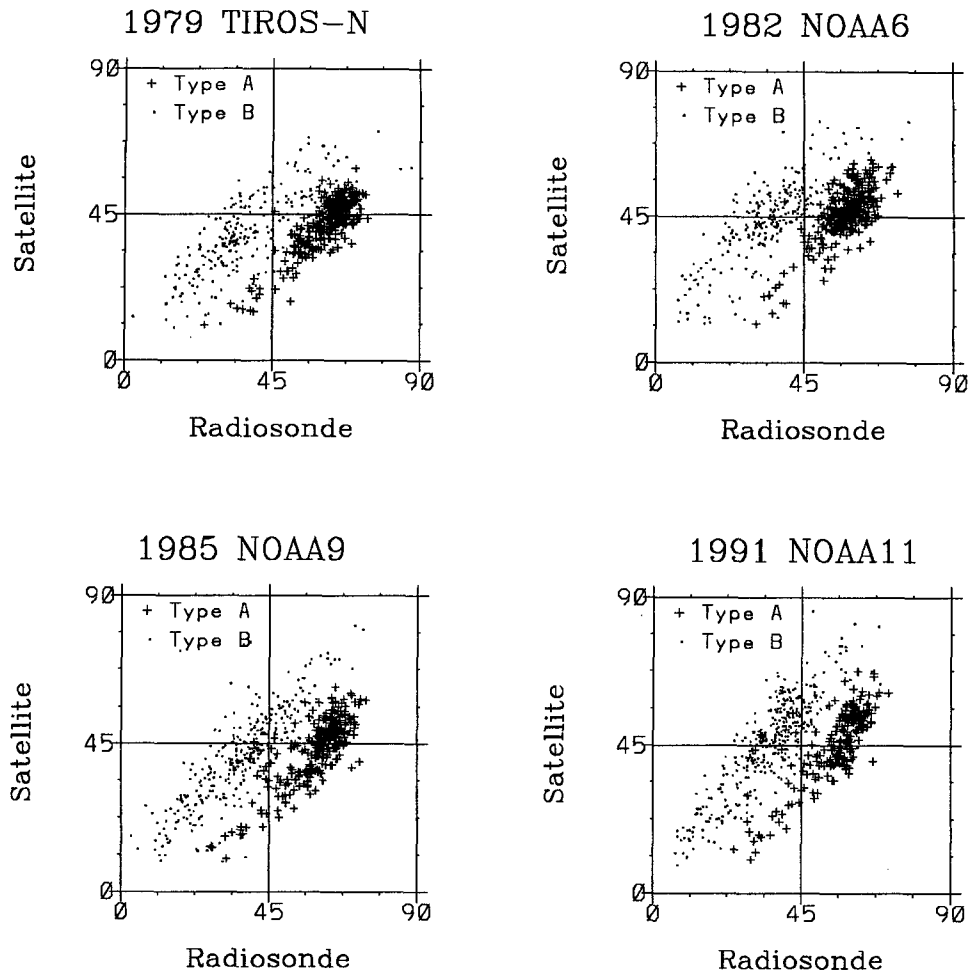 1979 TIROS-N
90
+ Type A
. Type B
Satellite
45
0
0 45 90
Radiosonde
1982 NOAA6
90
+ Type A
. Type B
Satellite
45
0
0 45 90
Radiosonde
1985 NOAA9
90
+ Type A
. Type B
Satellite
45
0
0 45 90
Radiosonde
1991 NOAA11
90
+ Type A
. Type B
Satellite
45
0
0 45 90
Radiosonde